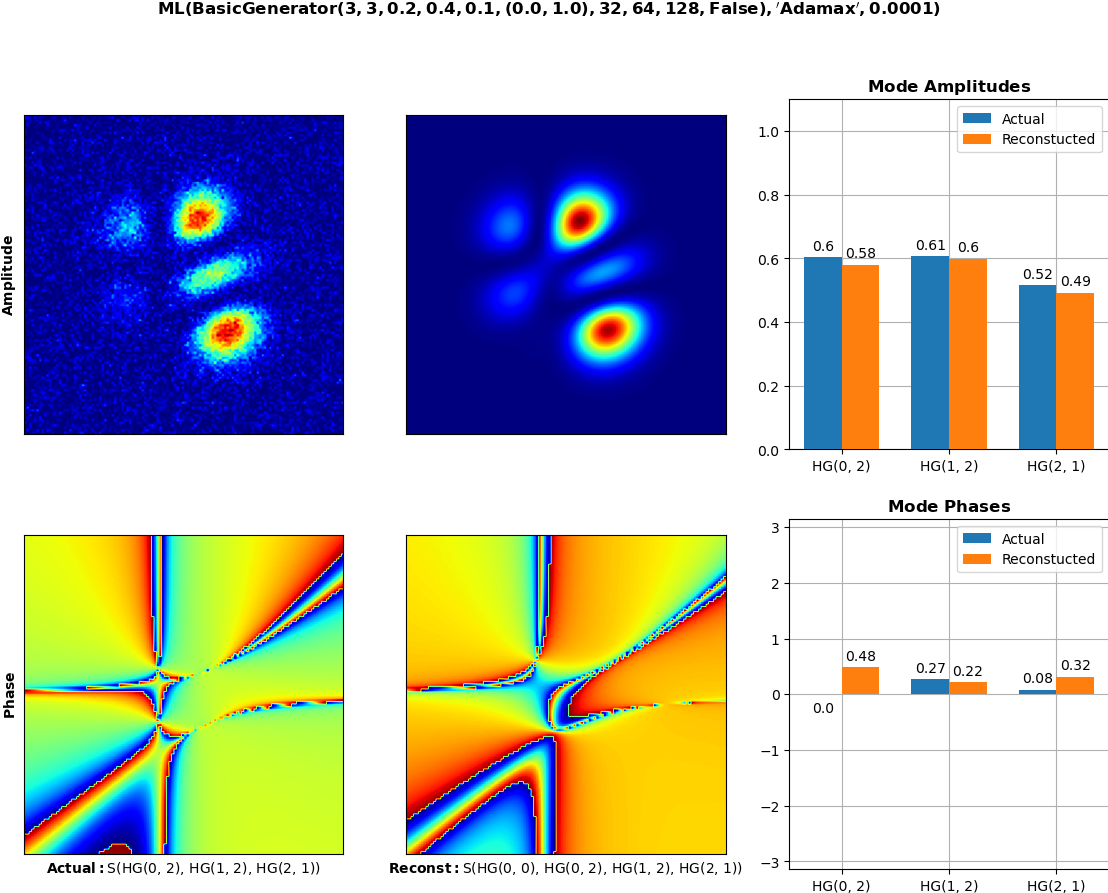 ML(BasicGenerator(3, 3, 0.2, 0.4, 0.1, (0.0, 1.0), 32, 64, 128, False), ′Adamax′, 0.0001)
Amplitude
Mode Amplitudes
Actual
Reconstucted
1.0
0.8
0.6
0.4
0.2
0.0
0.6
0.58
0.61
0.6
0.52
0.49
HG(0, 2)
HG(1, 2)
HG(2, 1)
Phase
Actual: S(HG(0, 2), HG(1, 2), HG(2, 1))
Reconst: S(HG(0, 0), HG(0, 2), HG(1, 2), HG(2, 1))
Mode Phases
Actual
Reconstucted
3
2
1
0
−1
−2
−3
0.0
0.48
0.27
0.22
0.08
0.32
HG(0, 2)
HG(1, 2)
HG(2, 1)